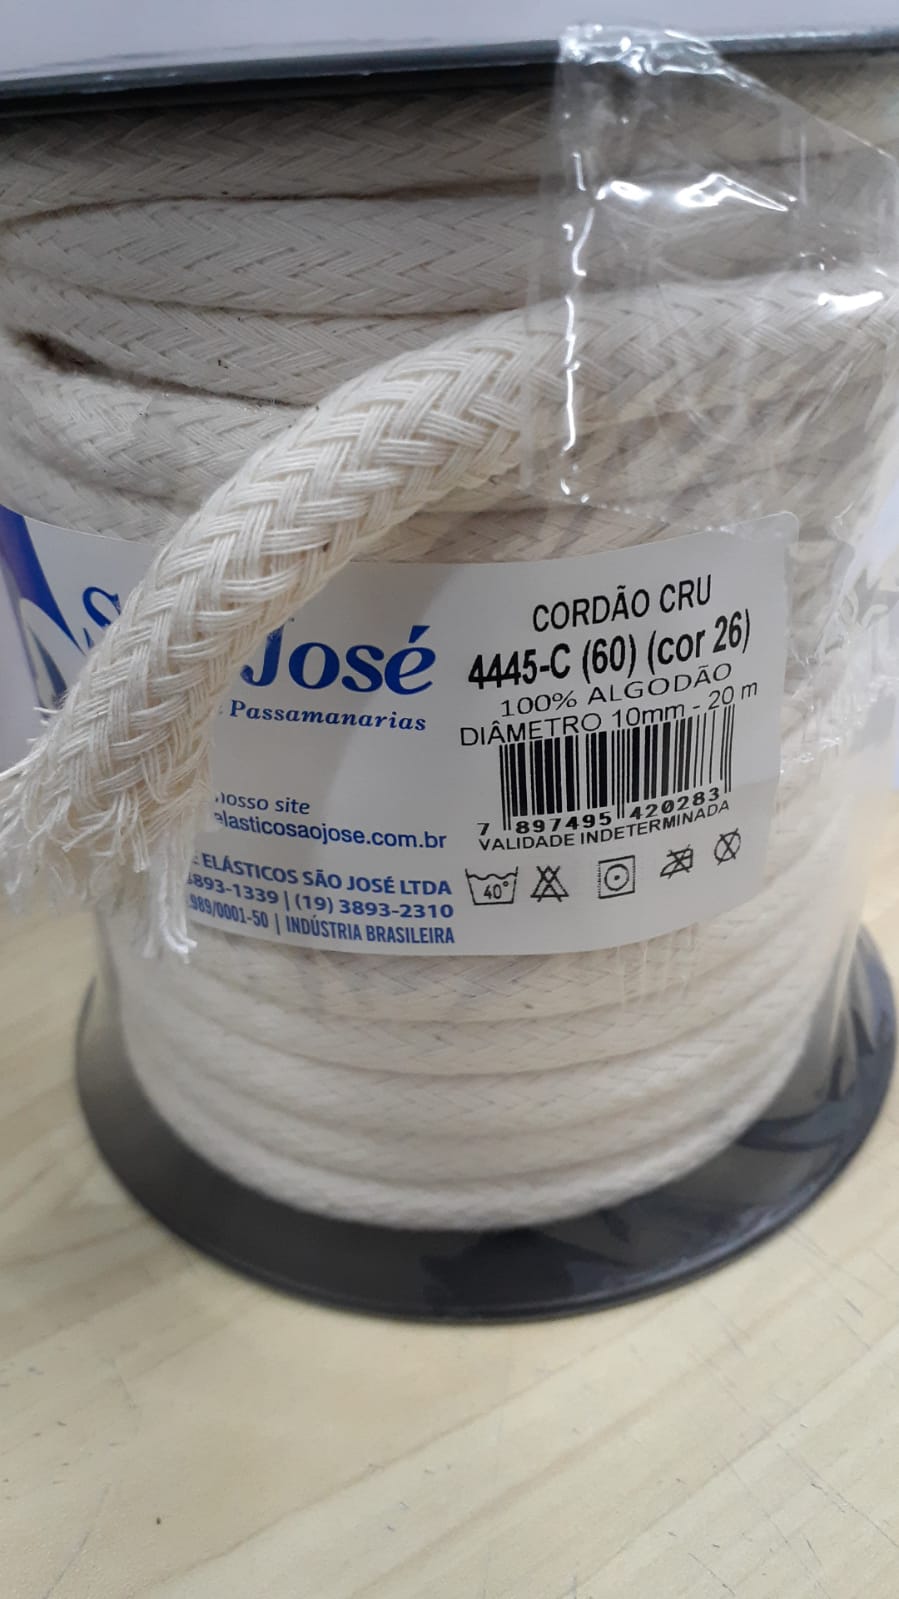 José
Passamanarias
nosso site
elasticosaojose.com.br
ELÁSTICOS SÃO JOSÉ LTDA
3893-1339 | (19) 3893-2310
989/0001-50 | INDÚSTRIA BRASILEIRA
CORDÃO CRU
4445-C (60) (cor 26)
100% ALGODÃO
DIÂMETRO 10mm - 20 m
7 897495 420283
VALIDADE INDETERMINADA
40°